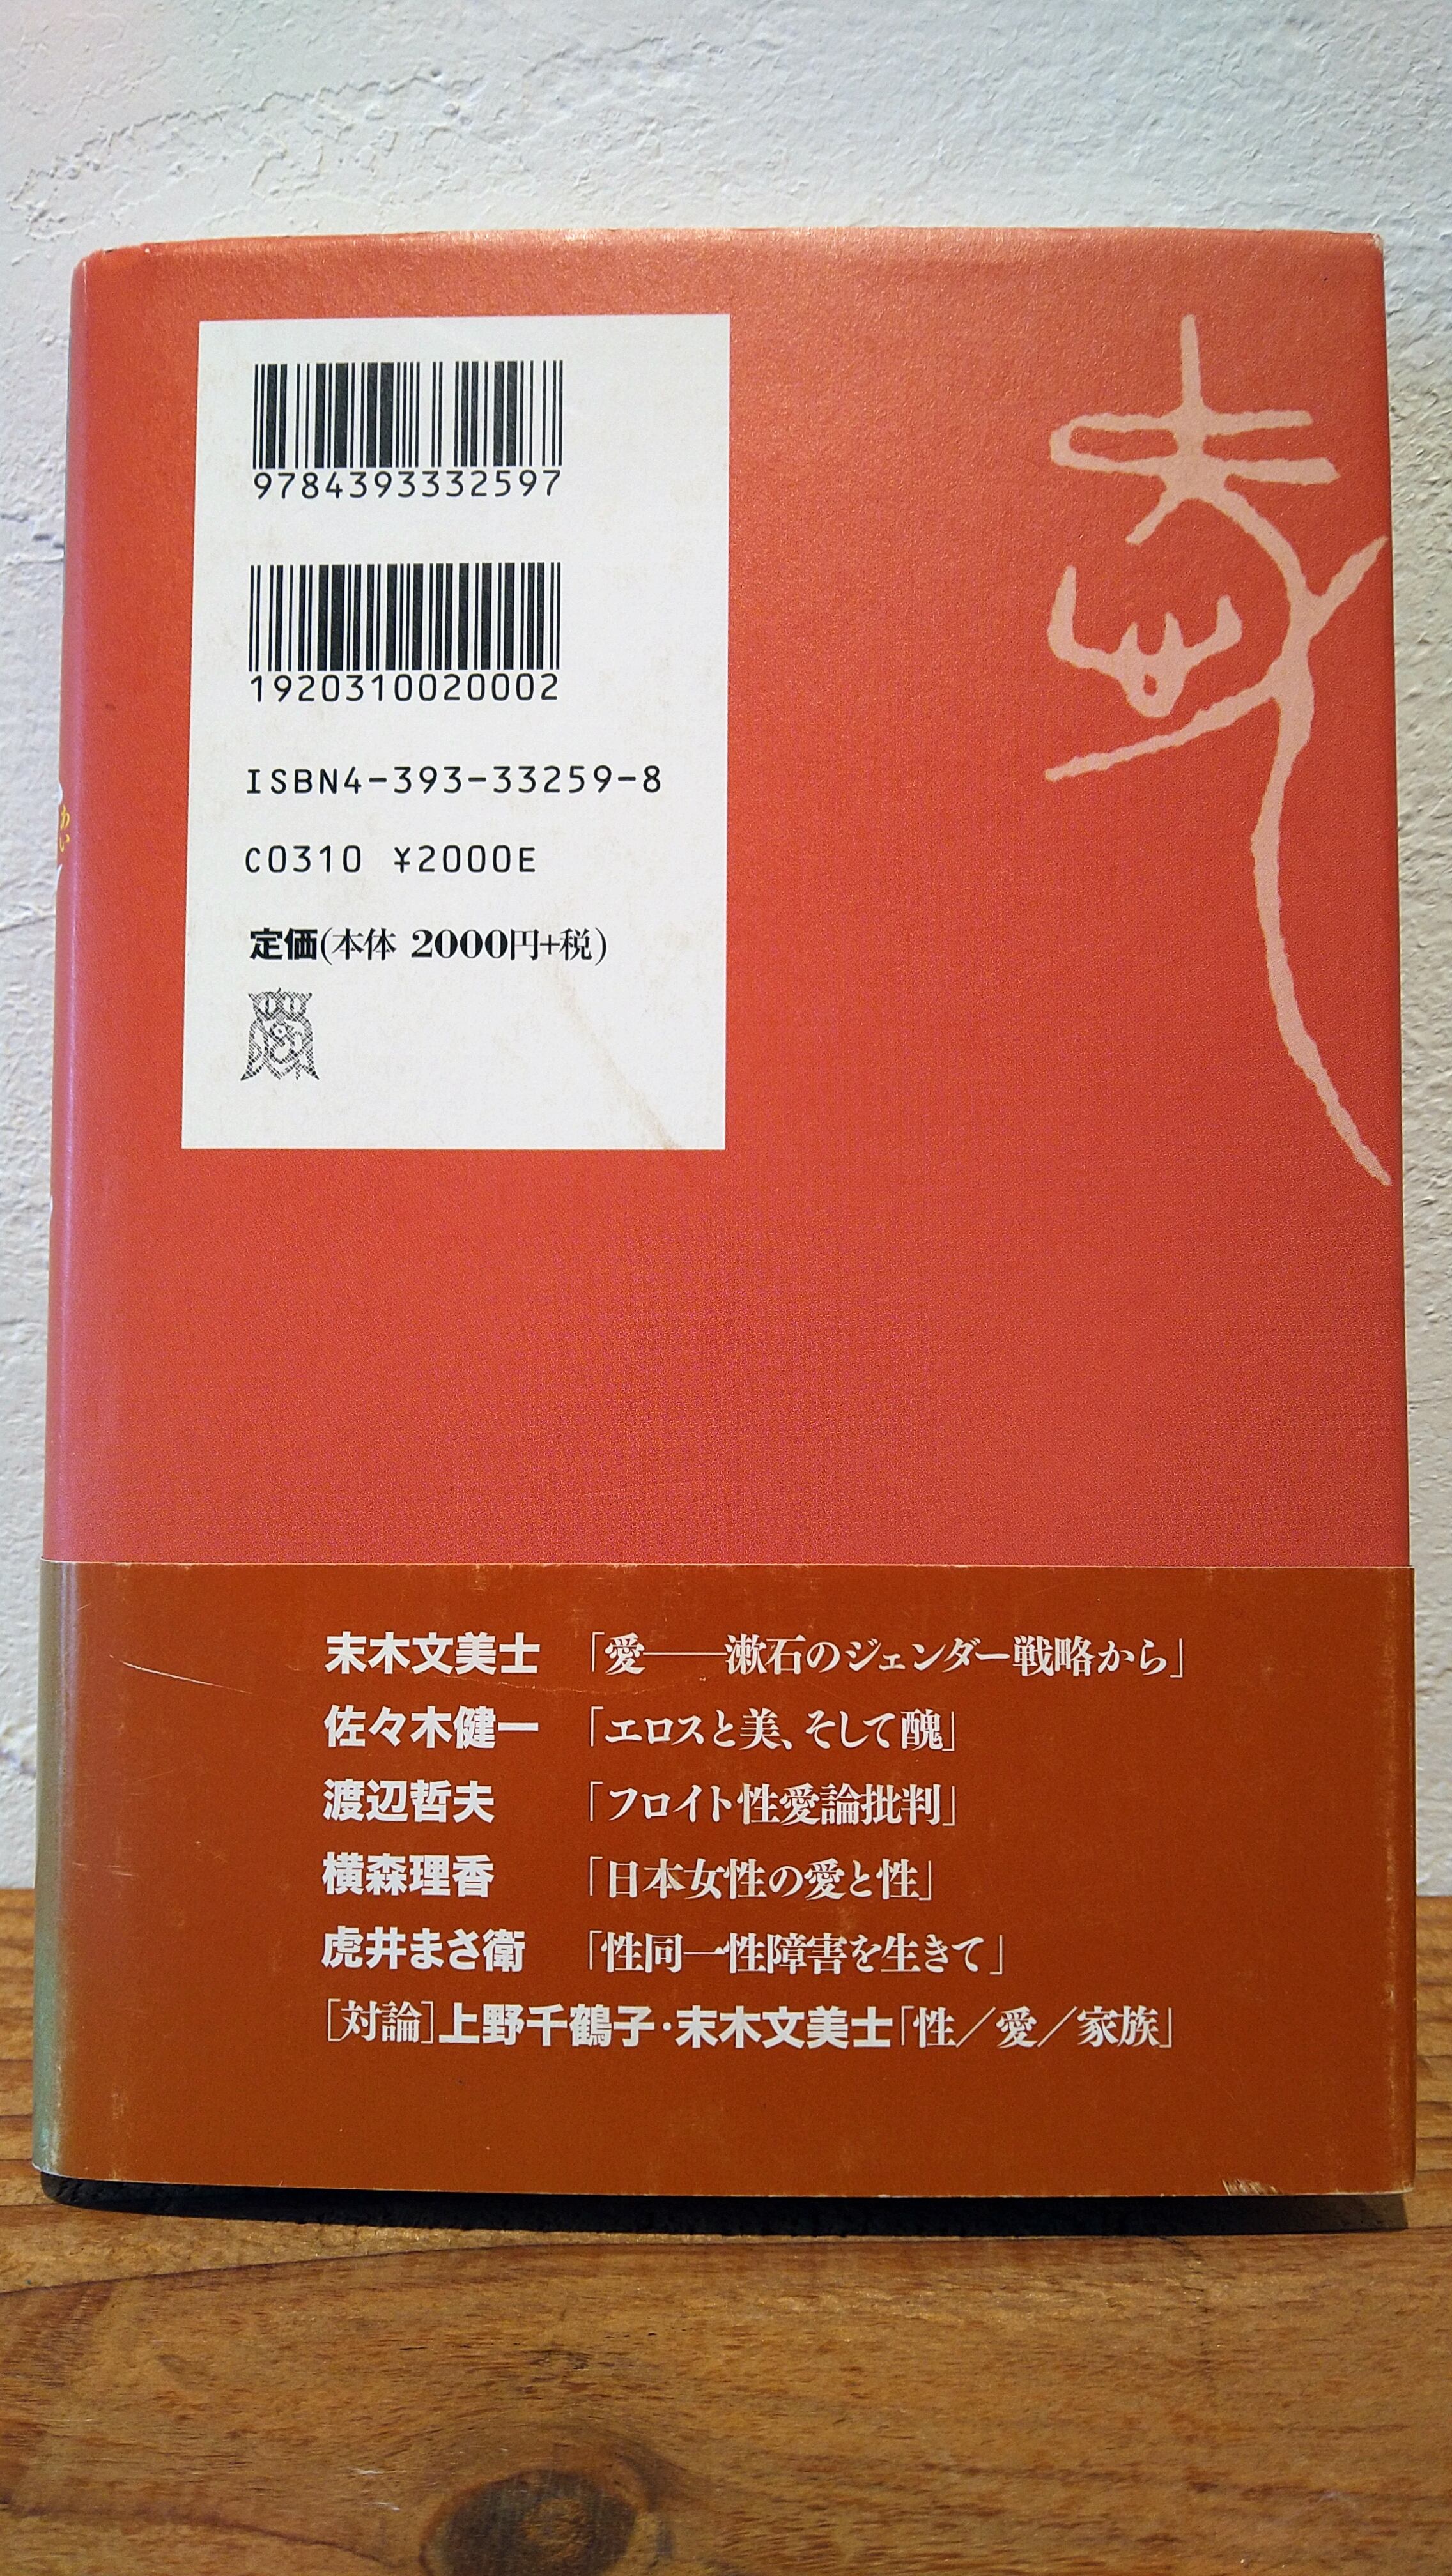 9784393332597
1920310020002
ISBN4-393-33259-8
C0310 ¥2000E
定価(本体 2000円+税)
末木文美士 「愛――漱石のジェンダー戦略から」
佐々木健一 「エロスと美、そして醜」
渡辺哲夫 「フロイト性愛論批判」
横森理香 「日本女性の愛と性」
虎井まさ衛 「性同一性障害を生きて」
［対論］上野千鶴子・末木文美士「性／愛／家族」